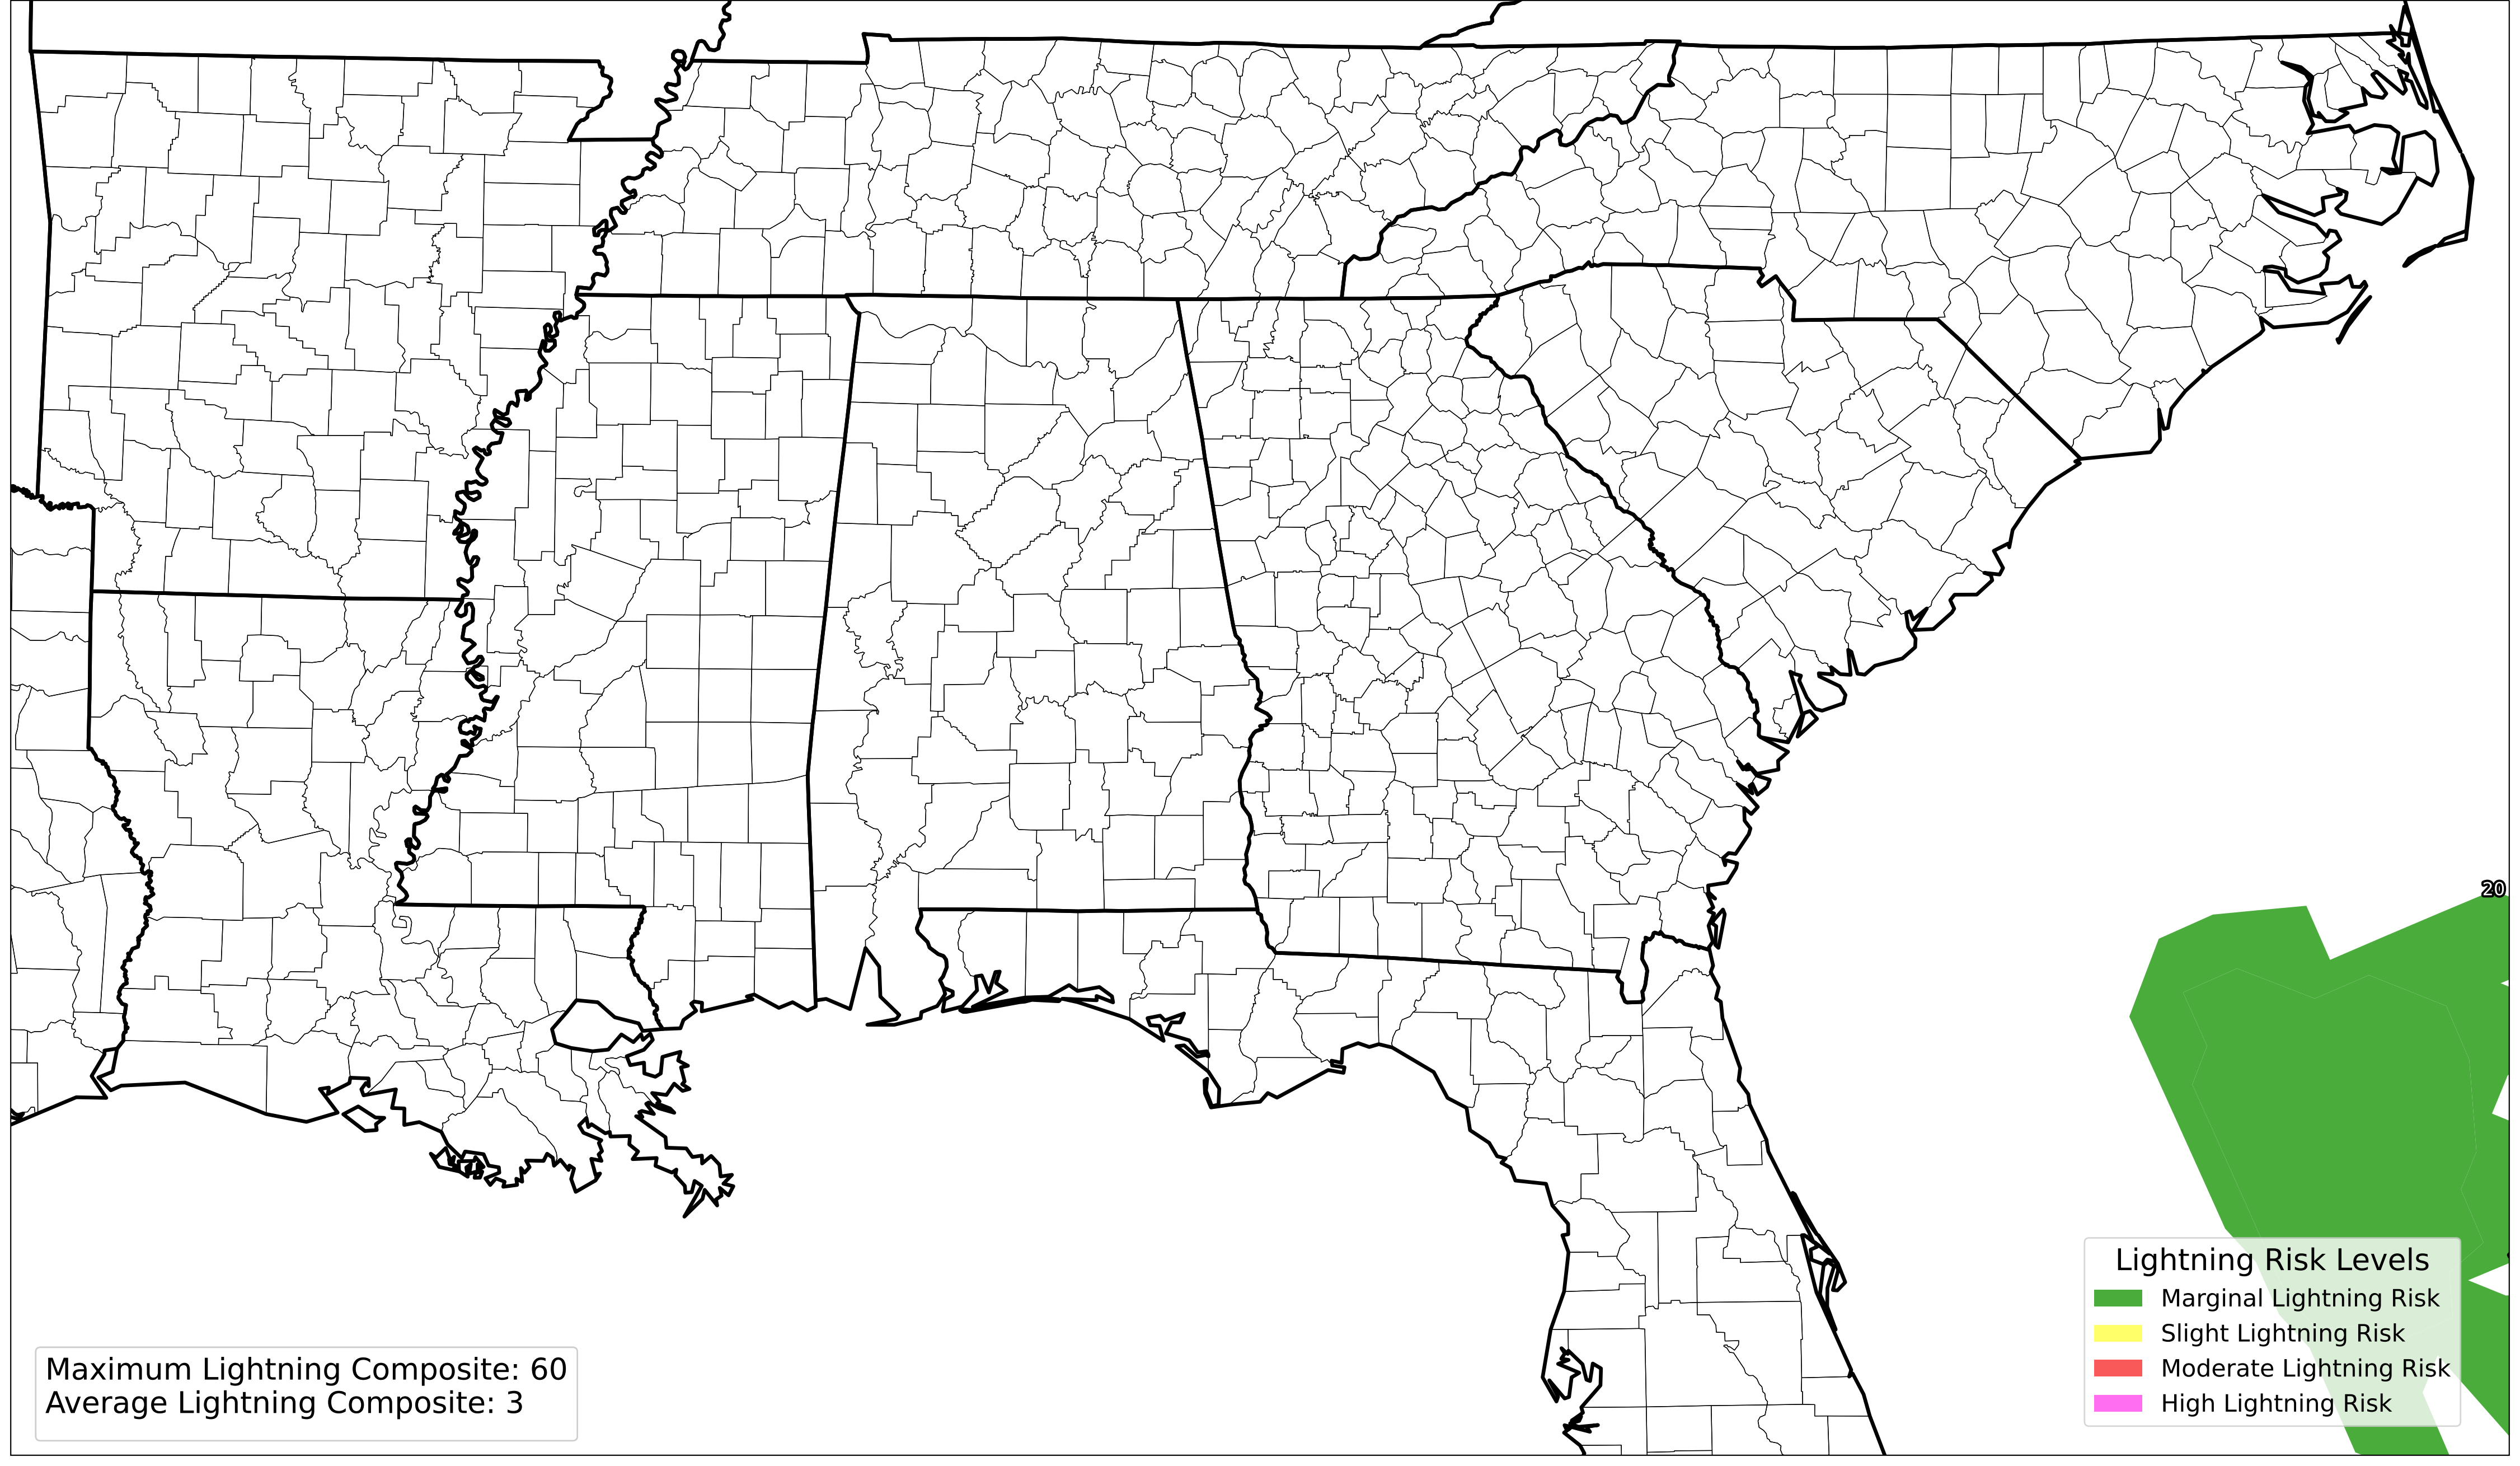 20
Lightning Risk Levels
Marginal Lightning Risk
Slight Lightning Risk
Moderate Lightning Risk
High Lightning Risk
Maximum Lightning Composite: 60
Average Lightning Composite: 3